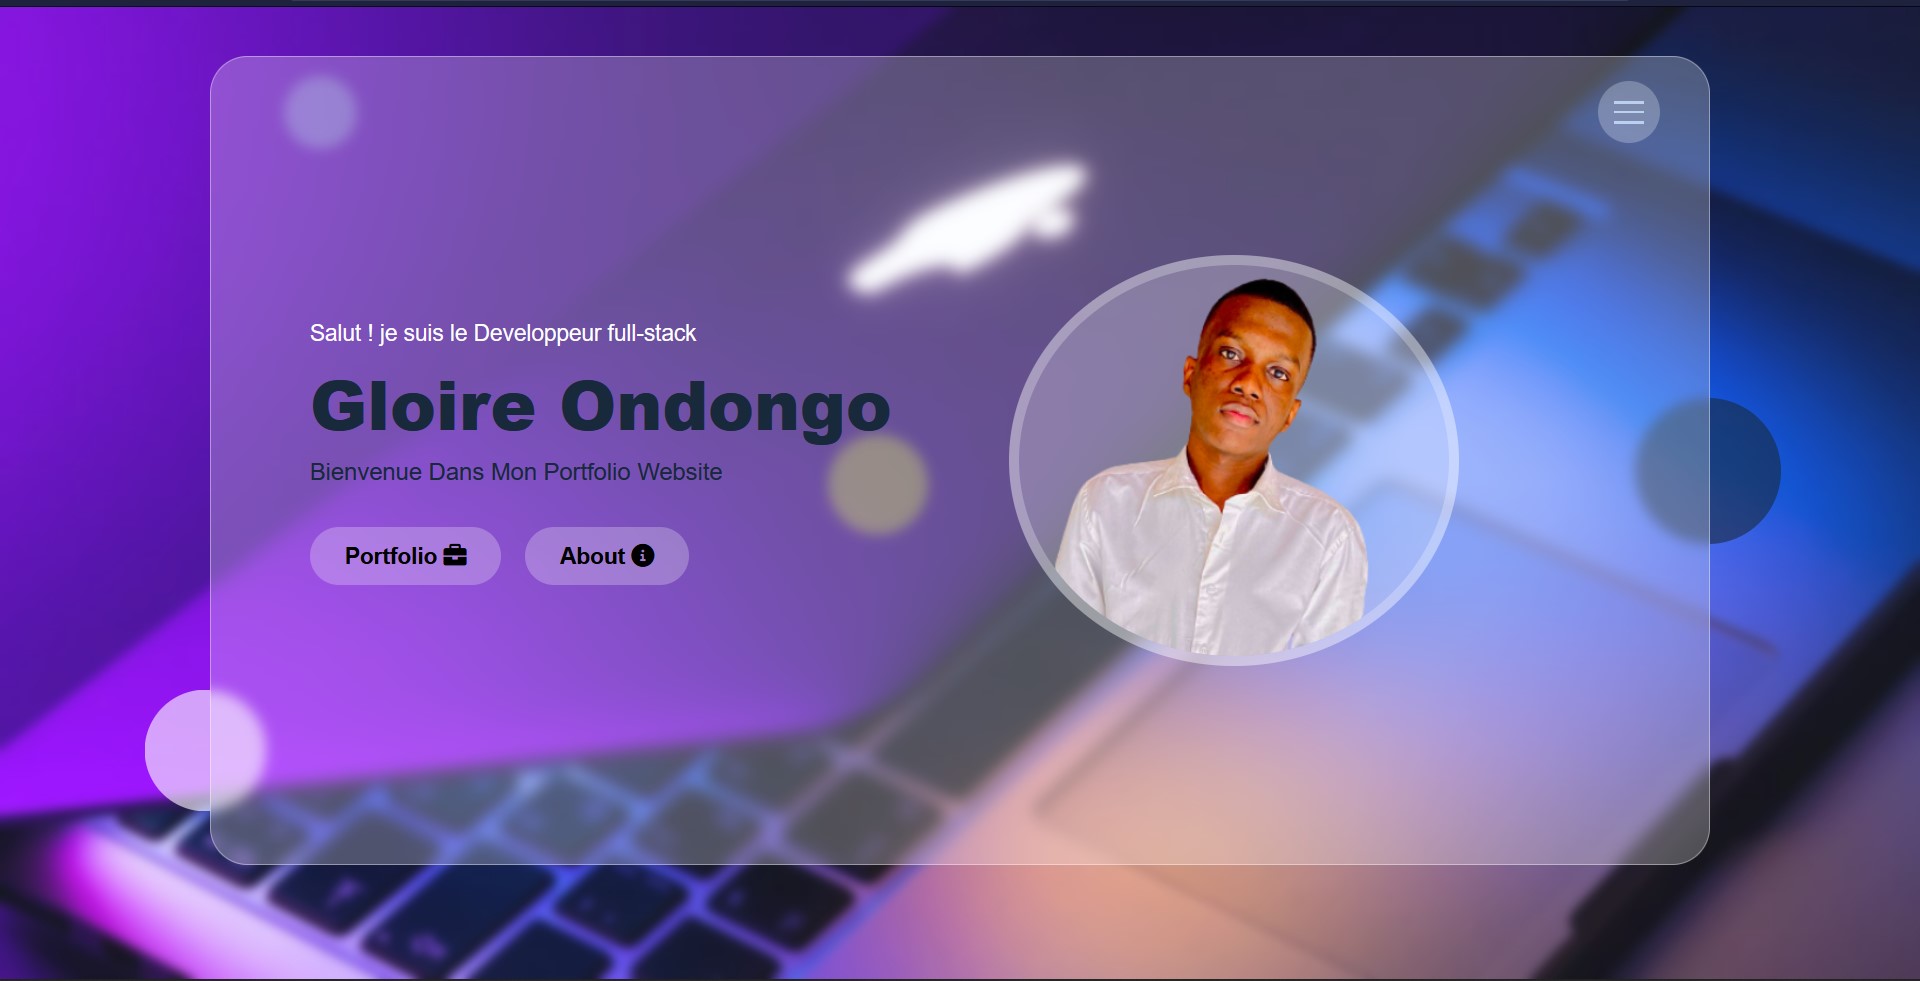 Salut ! je suis le Developpeur full-stack
Gloire Ondongo
Bienvenue Dans Mon Portfolio Website
Portfolio
About